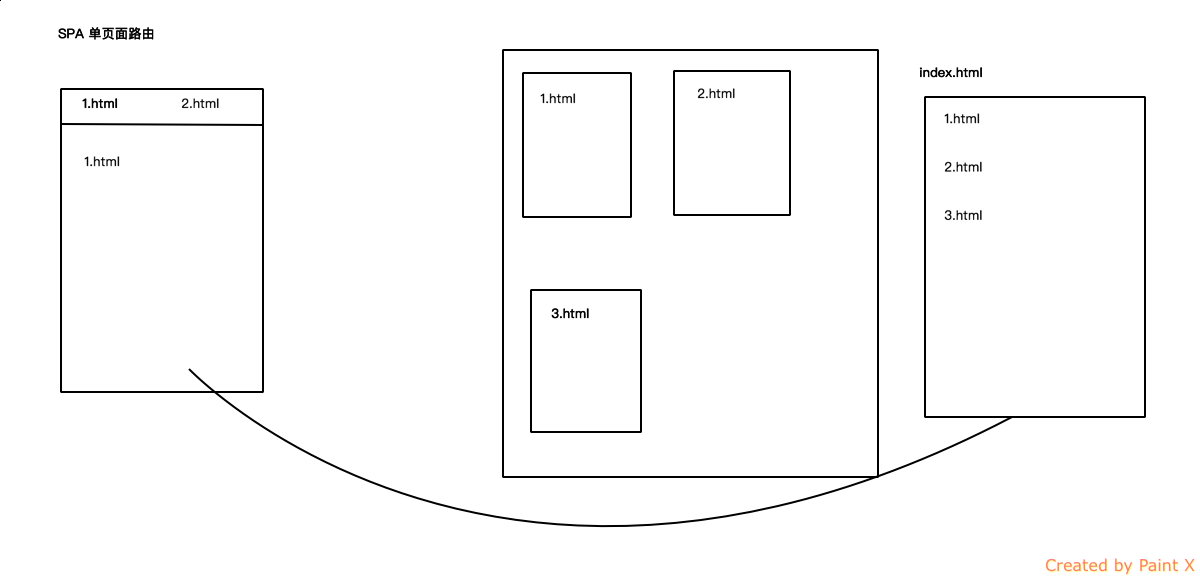 SPA 单页面路由
1.html 2.html
1.html
1.html
2.html
3.html
index.html
1.html
2.html
3.html
Created by Paint X